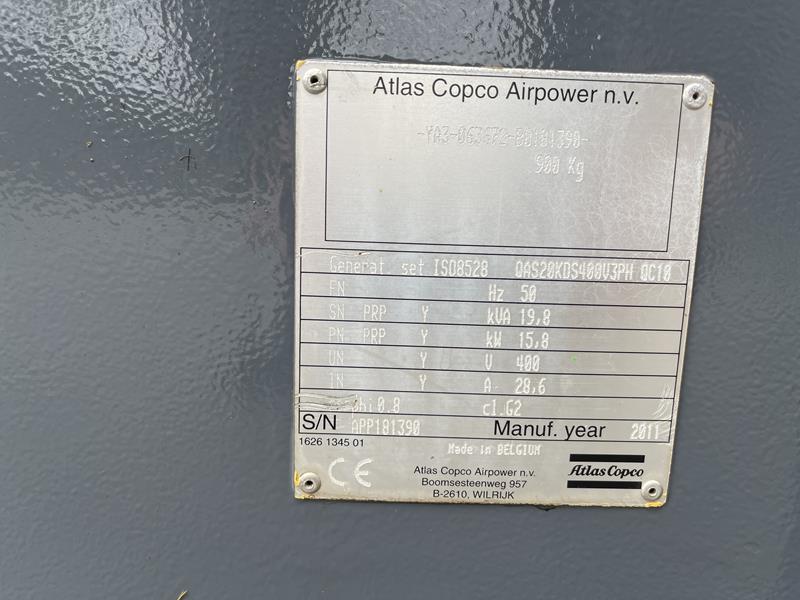 Atlas Copco Airpower n.v.
900 Kg
Generat. set ISO8528 QAS20KDS400V3PH QC10
FN Hz 50
SN PRP Y kVA 19,8
PN PRP Y kW 15,8
UN Y V 400
IN Y A 28,6
phi 0.8 cl.G2
S/N APP181390 Manuf. year 2011
1626 1345 01
Made in BELGIUM
CE
Atlas Copco Airpower n.v.
Boomsesteenweg 957
B-2610, WILRIJK
Atlas Copco